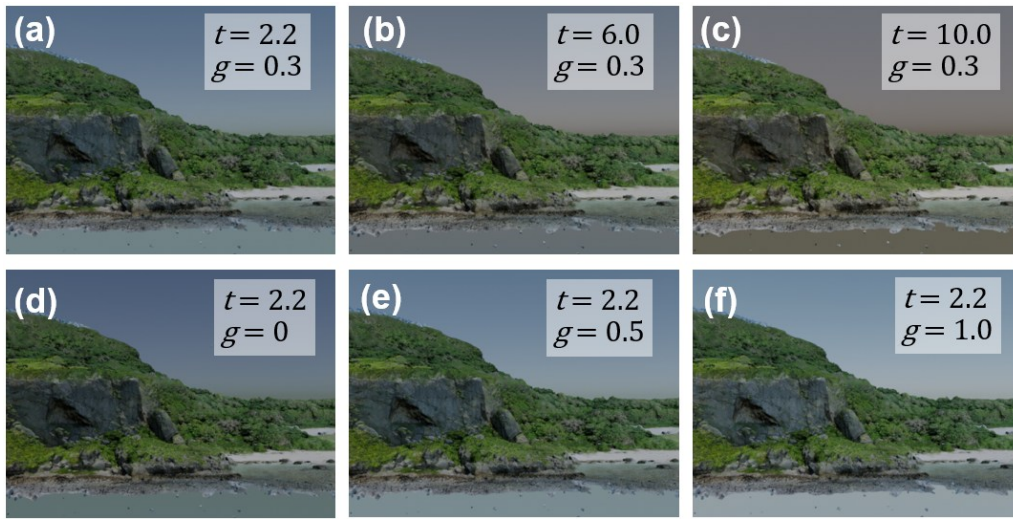 (a)
t = 2.2
g = 0.3
(b)
t = 6.0
g = 0.3
(c)
t = 10.0
g = 0.3
(d)
t = 2.2
g = 0
(e)
t = 2.2
g = 0.5
(f)
t = 2.2
g = 1.0